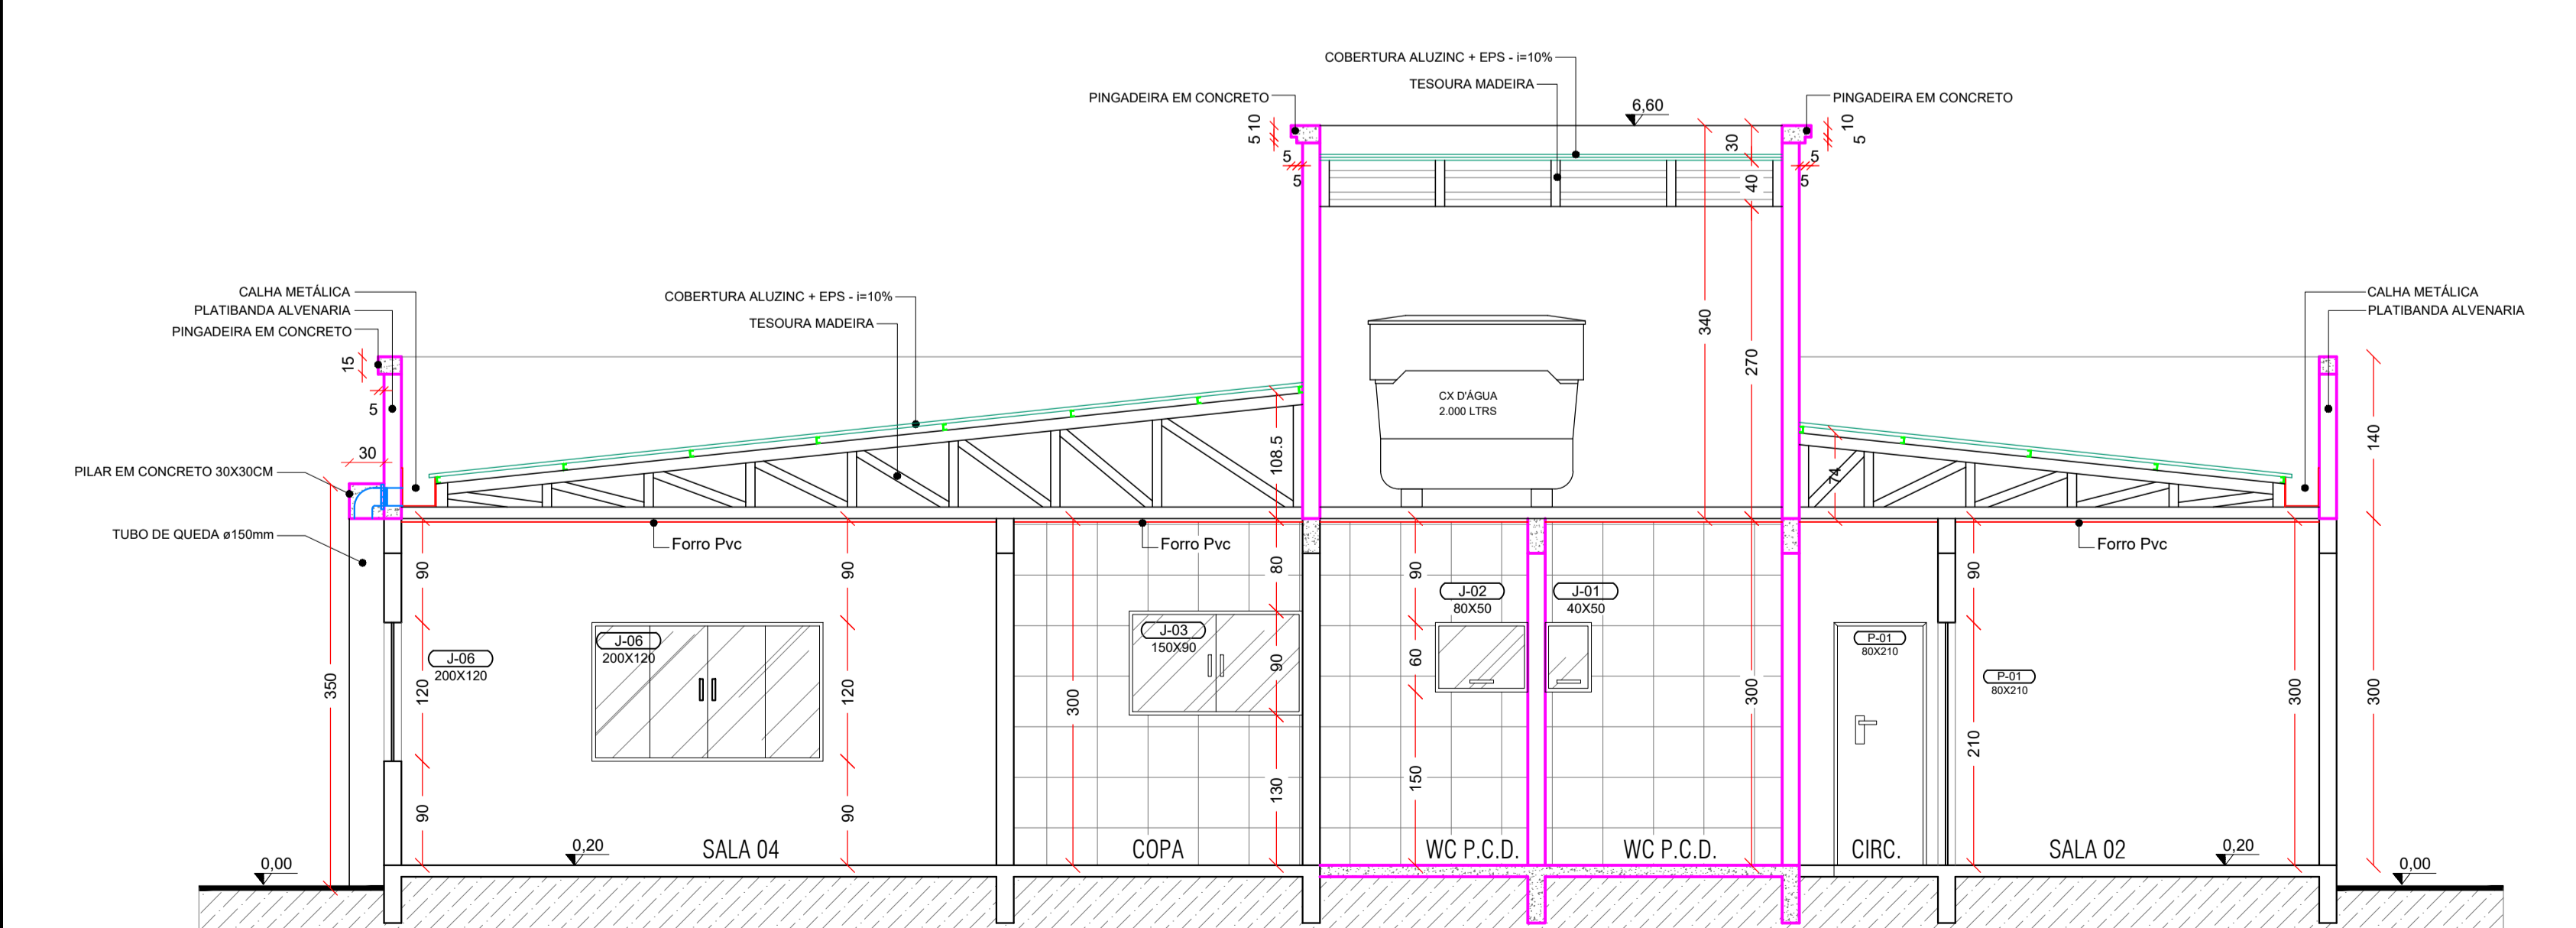 COBERTURA ALUZINC + EPS - i=10%
TESOURA MADEIRA
PINGADEIRA EM CONCRETO
6,60
PINGADEIRA EM CONCRETO
10
5
5
5
30
40
10
5
5
5
CALHA METÁLICA
PLATIBANDA ALVENARIA
PINGADEIRA EM CONCRETO
COBERTURA ALUZINC + EPS - i=10%
TESOURA MADEIRA
340
270
CALHA METÁLICA
PLATIBANDA ALVENARIA
15
5
30
CX D'ÁGUA
2.000 LTRS
108.5
74
140
PILAR EM CONCRETO 30X30CM
TUBO DE QUEDA ø150mm
Forro Pvc
Forro Pvc
Forro Pvc
90
90
80
90
90
J-02
80X50
J-01
40X50
J-06
200X120
J-06
200X120
J-03
150X90
P-01
80X210
P-01
80X210
350
120
120
300
90
60
300
210
300
300
90
90
130
150
0,00
0,20
SALA 04
COPA
WC P.C.D.
WC P.C.D.
CIRC.
SALA 02
0,20
0,00